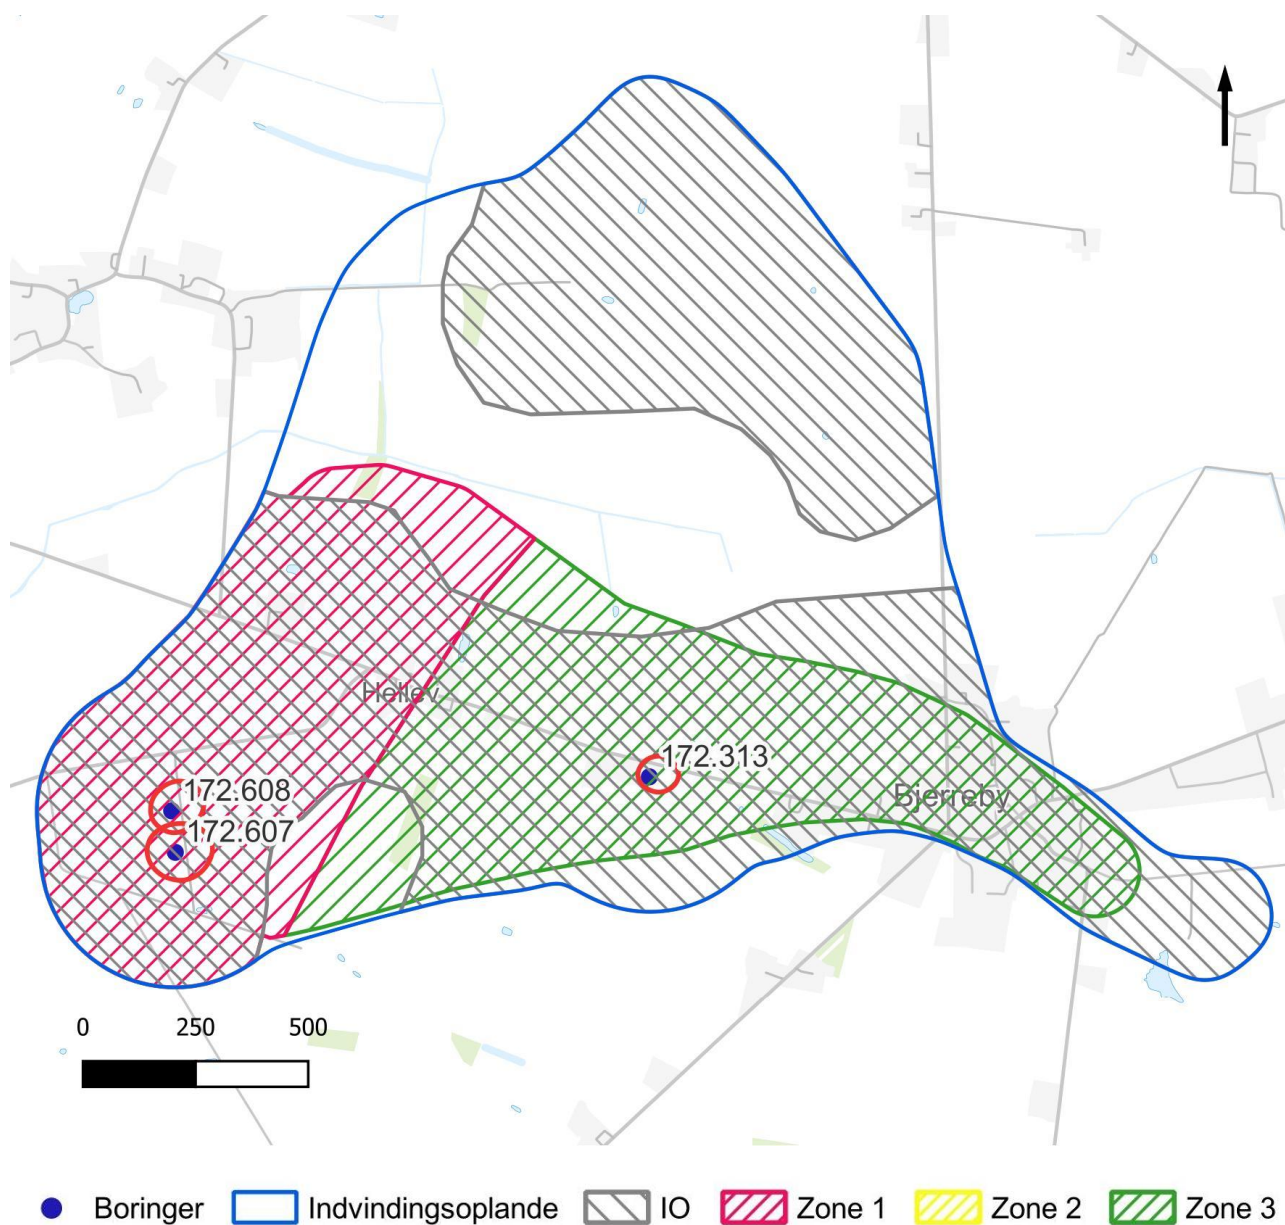 Hellev
172.313
172.608
Bjerreby
172.607
0 250 500
Boringer Indvindingsoplande IO Zone 1 Zone 2 Zone 3